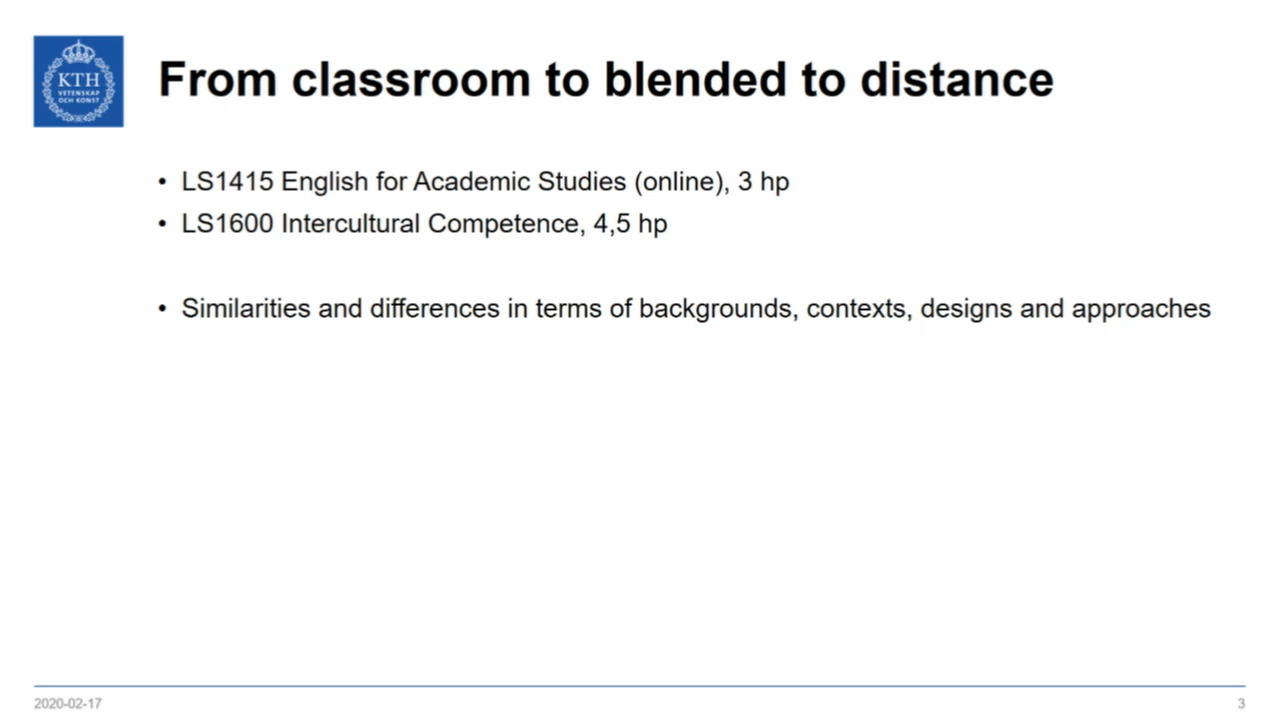 KTH
VETENSKAP
OCH KONST
From classroom to blended to distance
• LS1415 English for Academic Studies (online), 3 hp
• LS1600 Intercultural Competence, 4,5 hp
• Similarities and differences in terms of backgrounds, contexts, designs and approaches
2020-02-17
3